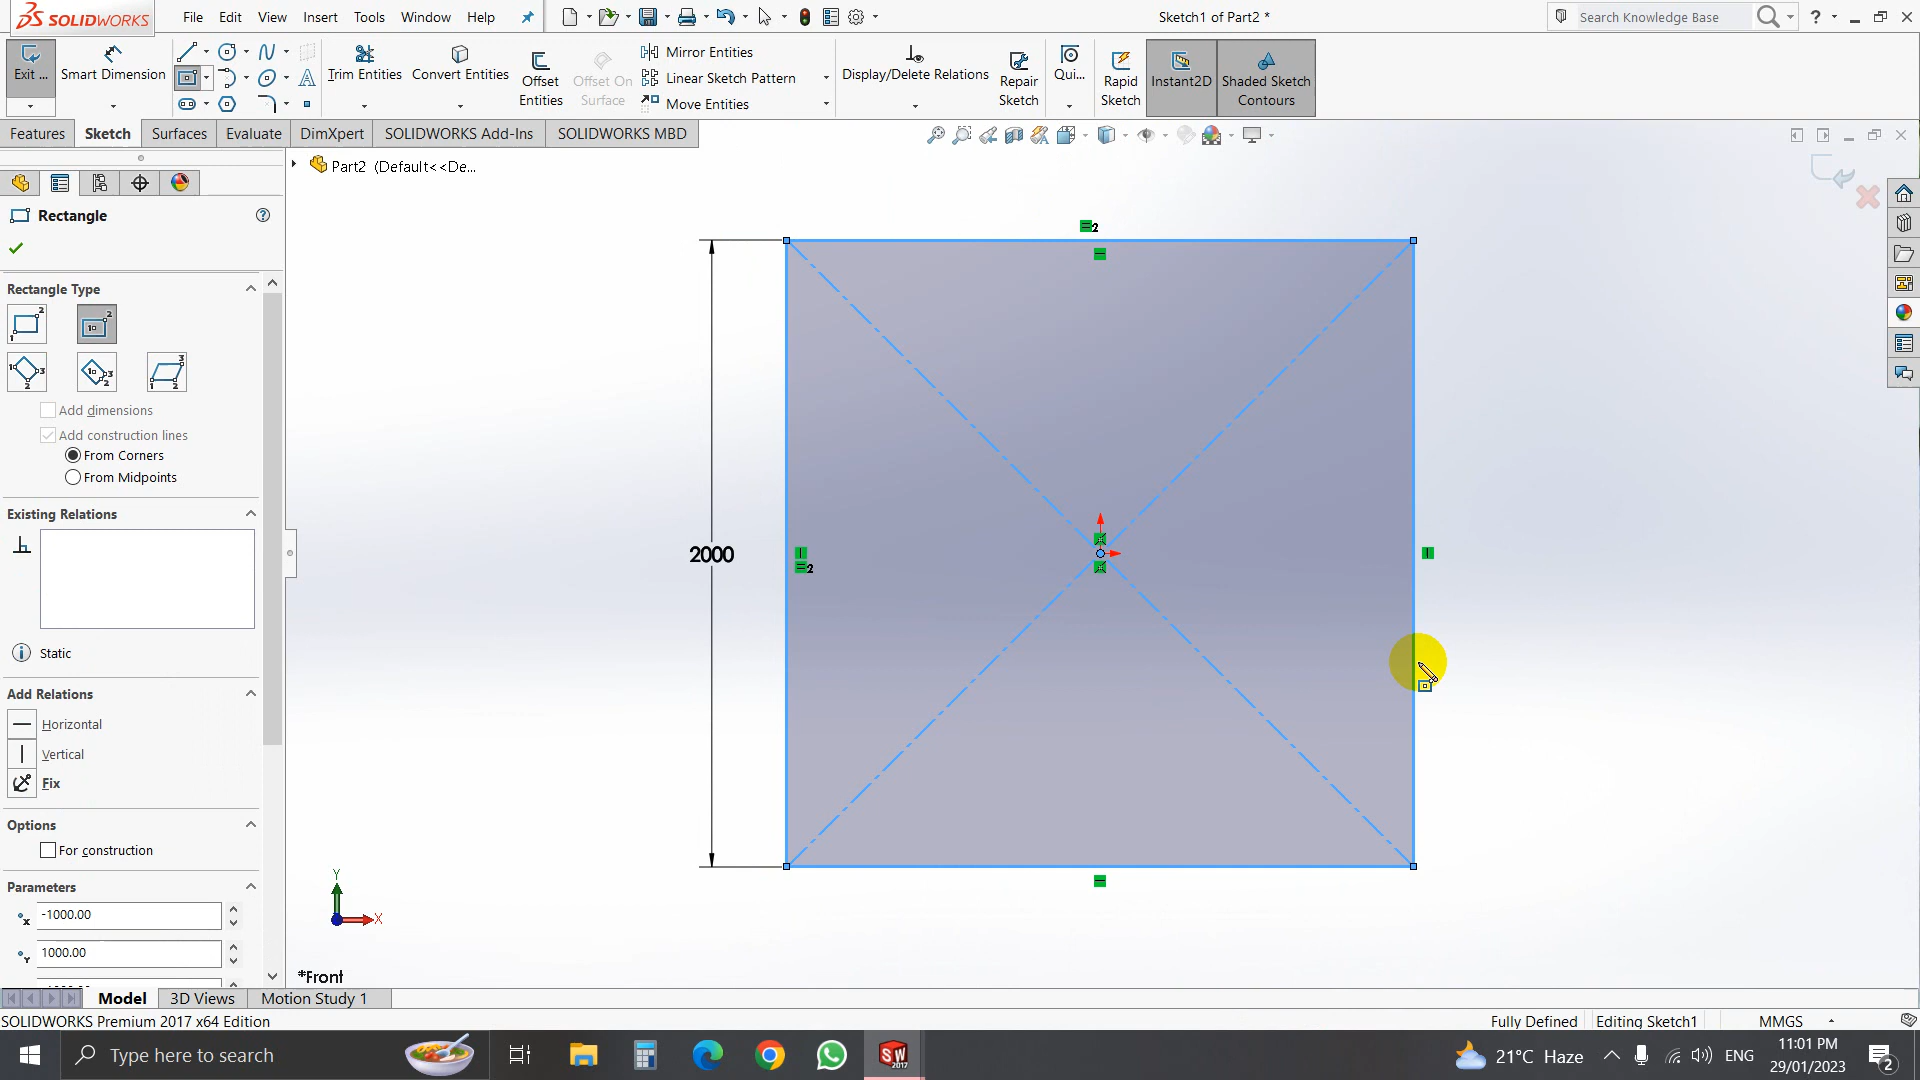 SOLIDWORKS File Edit View Insert Tools Window Help Sketch1 of Part2 * Search Knowledge Base
Exit ... Smart Dimension Trim Entities Convert Entities Offset Entities Offset On Surface Mirror Entities Linear Sketch Pattern Move Entities Display/Delete Relations Repair Sketch Qui... Rapid Sketch Instant2D Shaded Sketch Contours
Features Sketch Surfaces Evaluate DimXpert SOLIDWORKS Add-Ins SOLIDWORKS MBD
Part2 (Default<<De...
Rectangle
Rectangle Type
Add dimensions
Add construction lines
From Corners
From Midpoints
Existing Relations
Static
Add Relations
Horizontal
Vertical
Fix
Options
For construction
Parameters
-1000.00
1000.00
2000
2
2
Y
X
*Front
Model 3D Views Motion Study 1
SOLIDWORKS Premium 2017 x64 Edition Fully Defined Editing Sketch1 MMGS
Type here to search 21°C Haze ENG 11:01 PM
29/01/2023 2